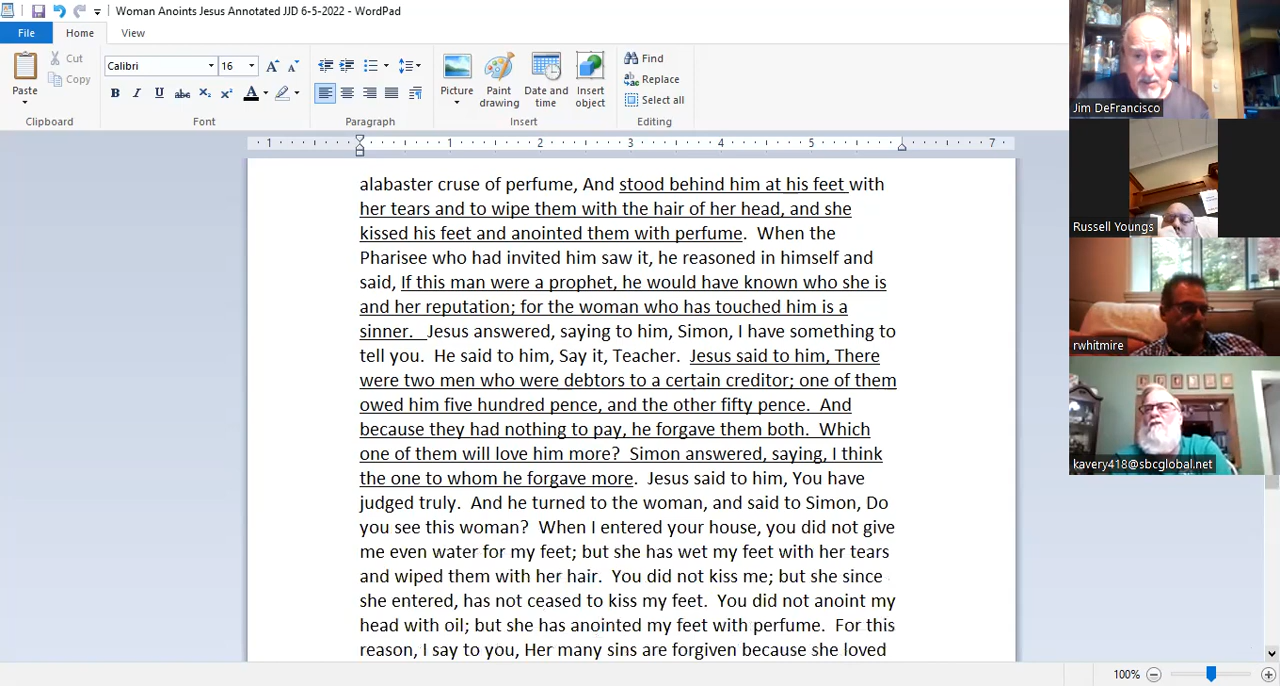 Woman Anoints Jesus Annotated JJD 6-5-2022 - WordPad
File
Home
View
Paste
Cut
Copy
Clipboard
Calibri
16
B I U abc X₂ X² A
Font
Paragraph
Picture
Paint drawing
Date and time
Insert object
Insert
Find
Replace
Select all
Editing
1 1 2 3 4 5 7
alabaster cruse of perfume, And stood behind him at his feet with
her tears and to wipe them with the hair of her head, and she
kissed his feet and anointed them with perfume. When the
Pharisee who had invited him saw it, he reasoned in himself and
said, If this man were a prophet, he would have known who she is
and her reputation; for the woman who has touched him is a
sinner. Jesus answered, saying to him, Simon, I have something to
tell you. He said to him, Say it, Teacher. Jesus said to him, There
were two men who were debtors to a certain creditor; one of them
owed him five hundred pence, and the other fifty pence. And
because they had nothing to pay, he forgave them both. Which
one of them will love him more? Simon answered, saying, I think
the one to whom he forgave more. Jesus said to him, You have
judged truly. And he turned to the woman, and said to Simon, Do
you see this woman? When I entered your house, you did not give
me even water for my feet; but she has wet my feet with her tears
and wiped them with her hair. You did not kiss me; but she since
she entered, has not ceased to kiss my feet. You did not anoint my
head with oil; but she has anointed my feet with perfume. For this
reason, I say to you, Her many sins are forgiven because she loved
100%
Jim DeFrancisco
Russell Youngs
rwhitmire
kavery418@sbcglobal.net